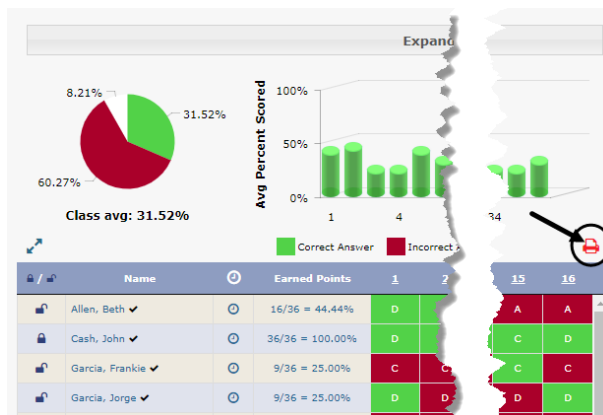 Expand
8.21%
31.52%
60.27%
Class avg: 31.52%
Avg Percent Scored
100%
50%
0%
1 4 34
Correct Answer Incorrect
/ Name Earned Points 1 2 15 16
Allen, Beth ✔ 16/36 = 44.44% D A A
Cash, John ✔ 36/36 = 100.00% D C D
Garcia, Frankie ✔ 9/36 = 25.00% C C C C
Garcia, Jorge ✔ 9/36 = 25.00% D D D D